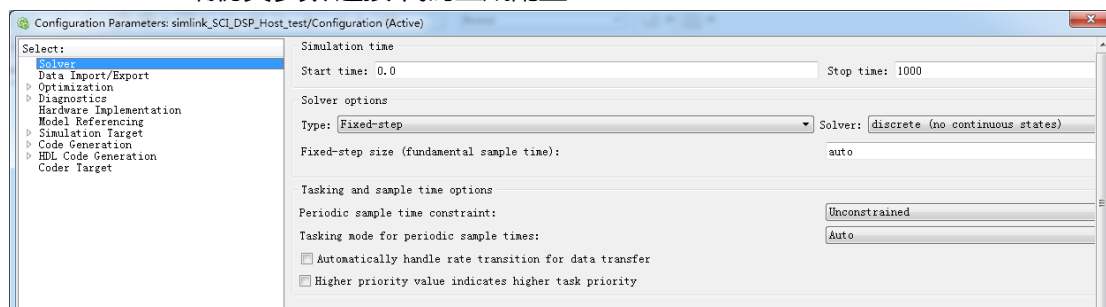 Configuration Parameters: simlink_SCI_DSP_Host_test/Configuration (Active)
Select:
Solver
Data Import/Export
Optimization
Diagnostics
Hardware Implementation
Model Referencing
Simulation Target
Code Generation
HDL Code Generation
Coder Target
Simulation time
Start time: 0.0 Stop time: 1000
Solver options
Type: Fixed-step Solver: discrete (no continuous states)
Fixed-step size (fundamental sample time): auto
Tasking and sample time options
Periodic sample time constraint: Unconstrained
Tasking mode for periodic sample times: Auto
Automatically handle rate transition for data transfer
Higher priority value indicates higher task priority